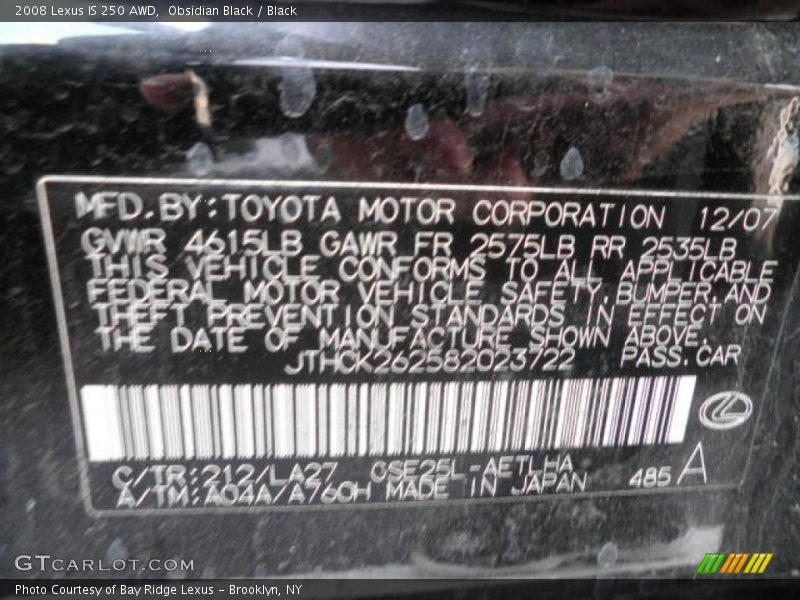 2008 Lexus IS 250 AWD, Obsidian Black / Black
MFD.BY:TOYOTA MOTOR CORPORATION 12/07
GVWR 4615LB GAWR FR 2575LB RR 2535LB
THIS VEHICLE CONFORMS TO ALL APPLICABLE
FEDERAL MOTOR VEHICLE SAFETY,BUMPER,AND
THEFT PREVENTION STANDARDS IN EFFECT ON
THE DATE OF MANUFACTURE SHOWN ABOVE.
JTHCK262582023722 PASS.CAR
C/TR:212/LA27 GSE25L-AETLHA
A/TM:A04A/A760H MADE IN JAPAN 485 A
GTCARLOT.COM
Photo Courtesy of Bay Ridge Lexus - Brooklyn, NY